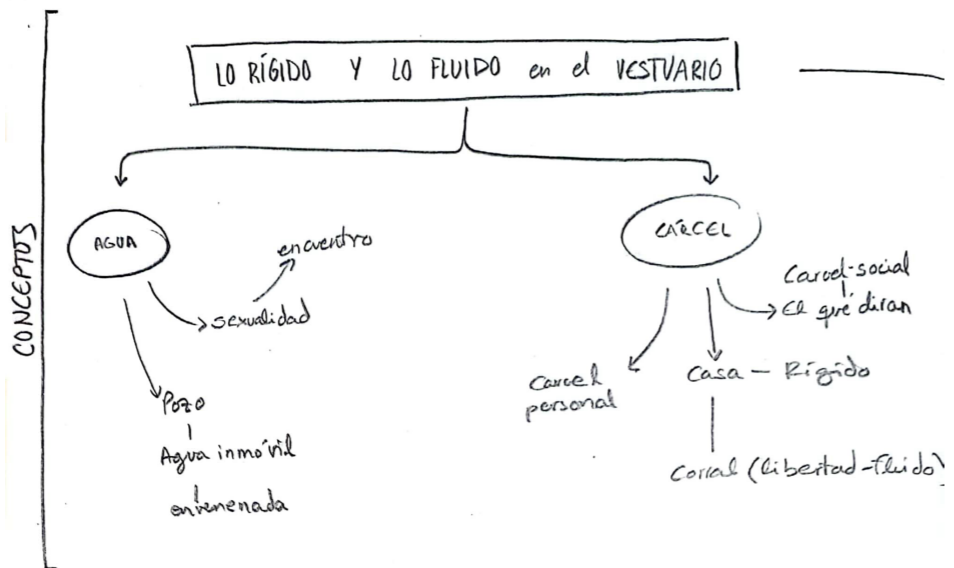 CONCEPTOS
LO RÍGIDO Y LO FLUIDO en el VESTUARIO
AGUA
encuentro
sexualidad
Pozo
Agua inmóvil
envenenada
CÁRCEL
Carcel-social
El qué diran
Carcel
personal
Casa - Rígido
Corral (libertad-fluido)